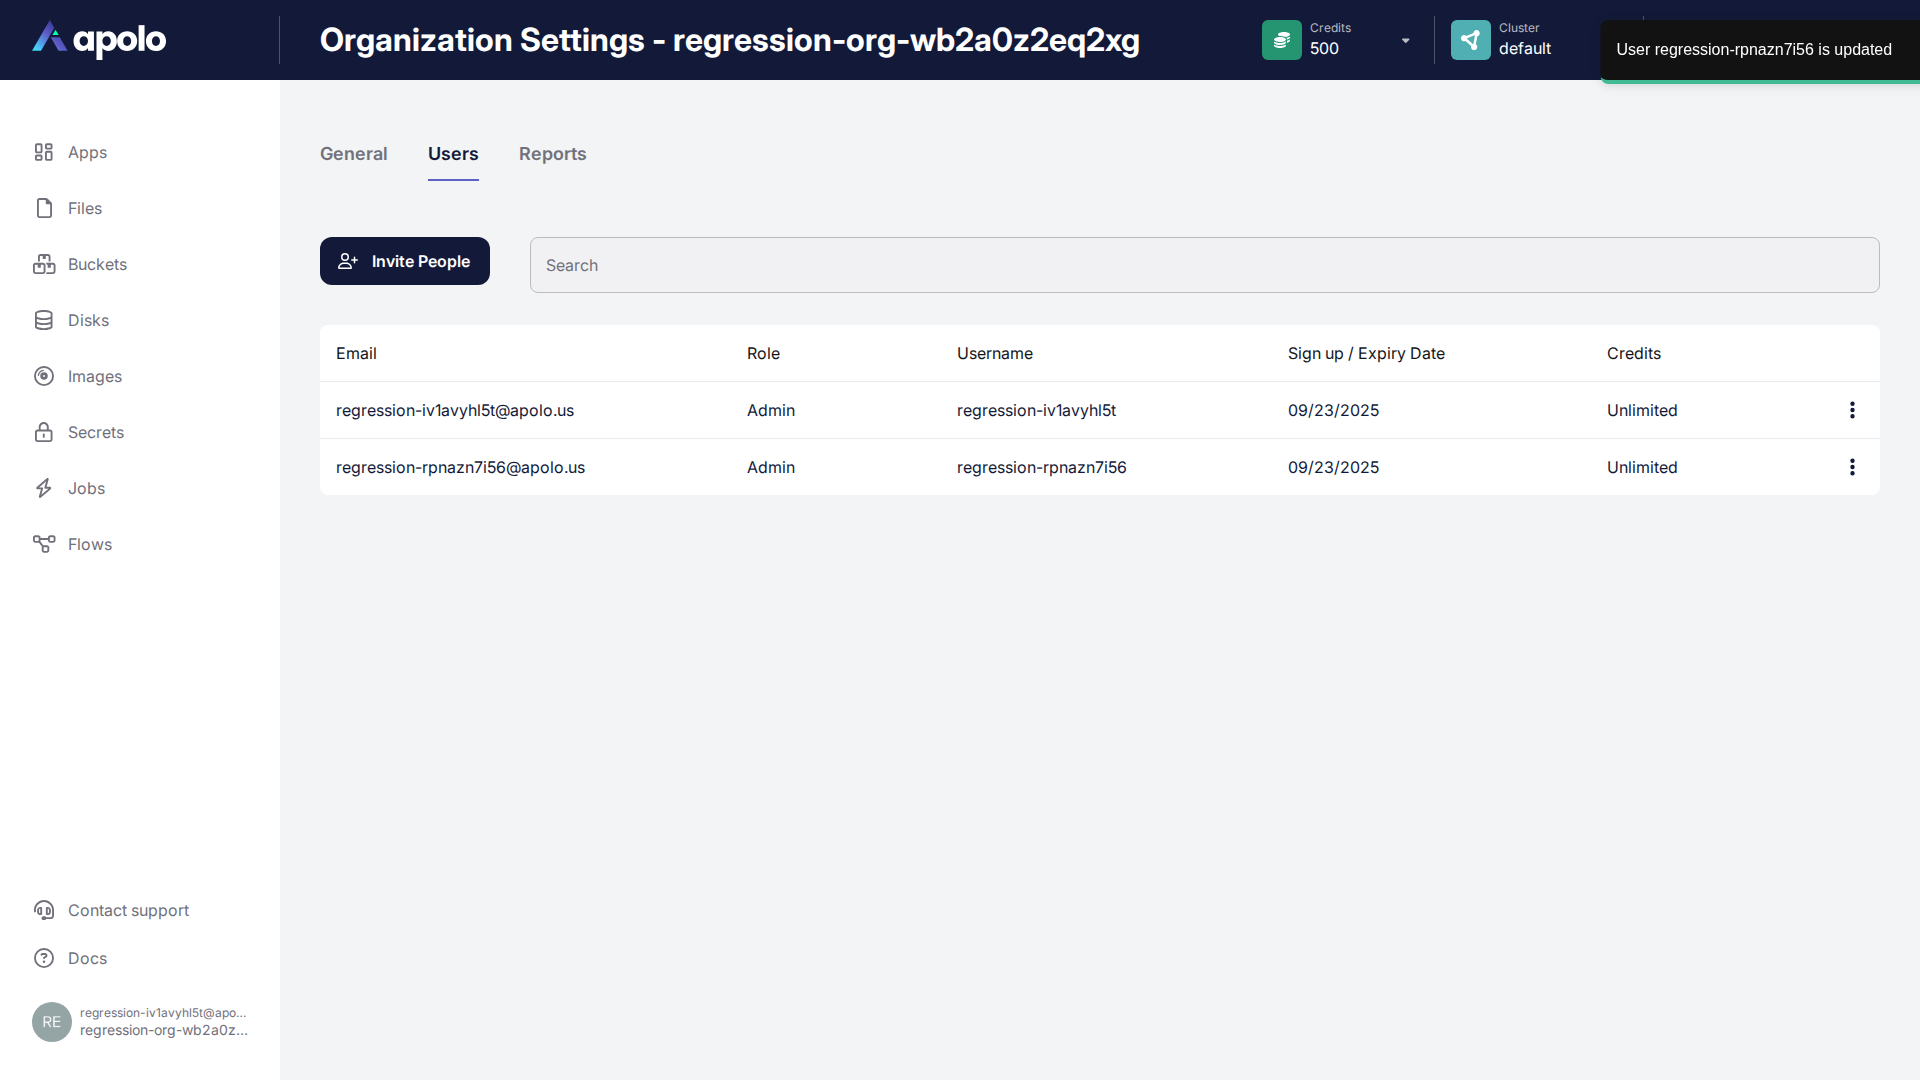 apolo
Organization Settings - regression-org-wb2a0z2eq2xg
Credits
500
Cluster
default
User regression-rpnazn7i56 is updated
Apps
Files
Buckets
Disks
Images
Secrets
Jobs
Flows
General
Users
Reports
Invite People
Search
Email Role Username Sign up / Expiry Date Credits
regression-iv1avyhl5t@apolo.us Admin regression-iv1avyhl5t 09/23/2025 Unlimited
regression-rpnazn7i56@apolo.us Admin regression-rpnazn7i56 09/23/2025 Unlimited
Contact support
Docs
RE
regression-iv1avyhl5t@apo...
regression-org-wb2a0z...